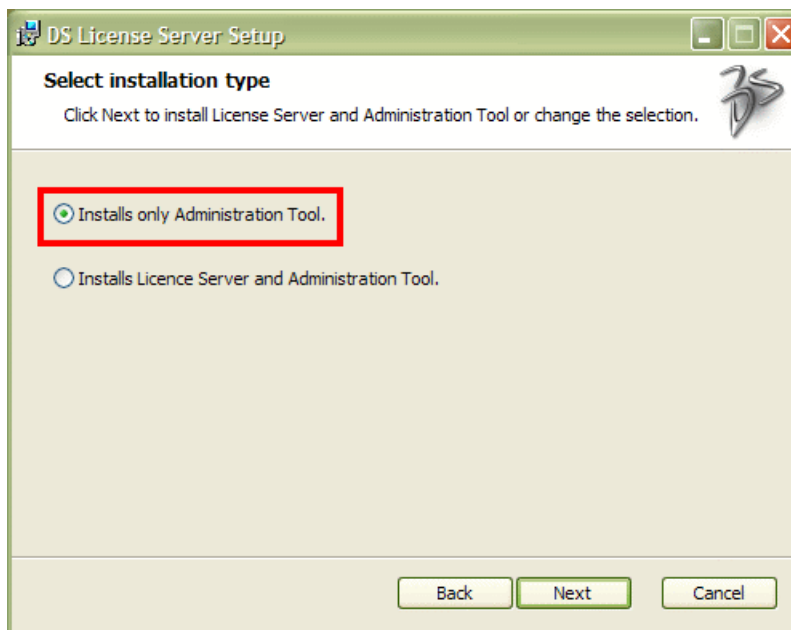 DS License Server Setup
Select installation type
Click Next to install License Server and Administration Tool or change the selection.
Installs only Administration Tool.
Installs Licence Server and Administration Tool.
Back Next Cancel